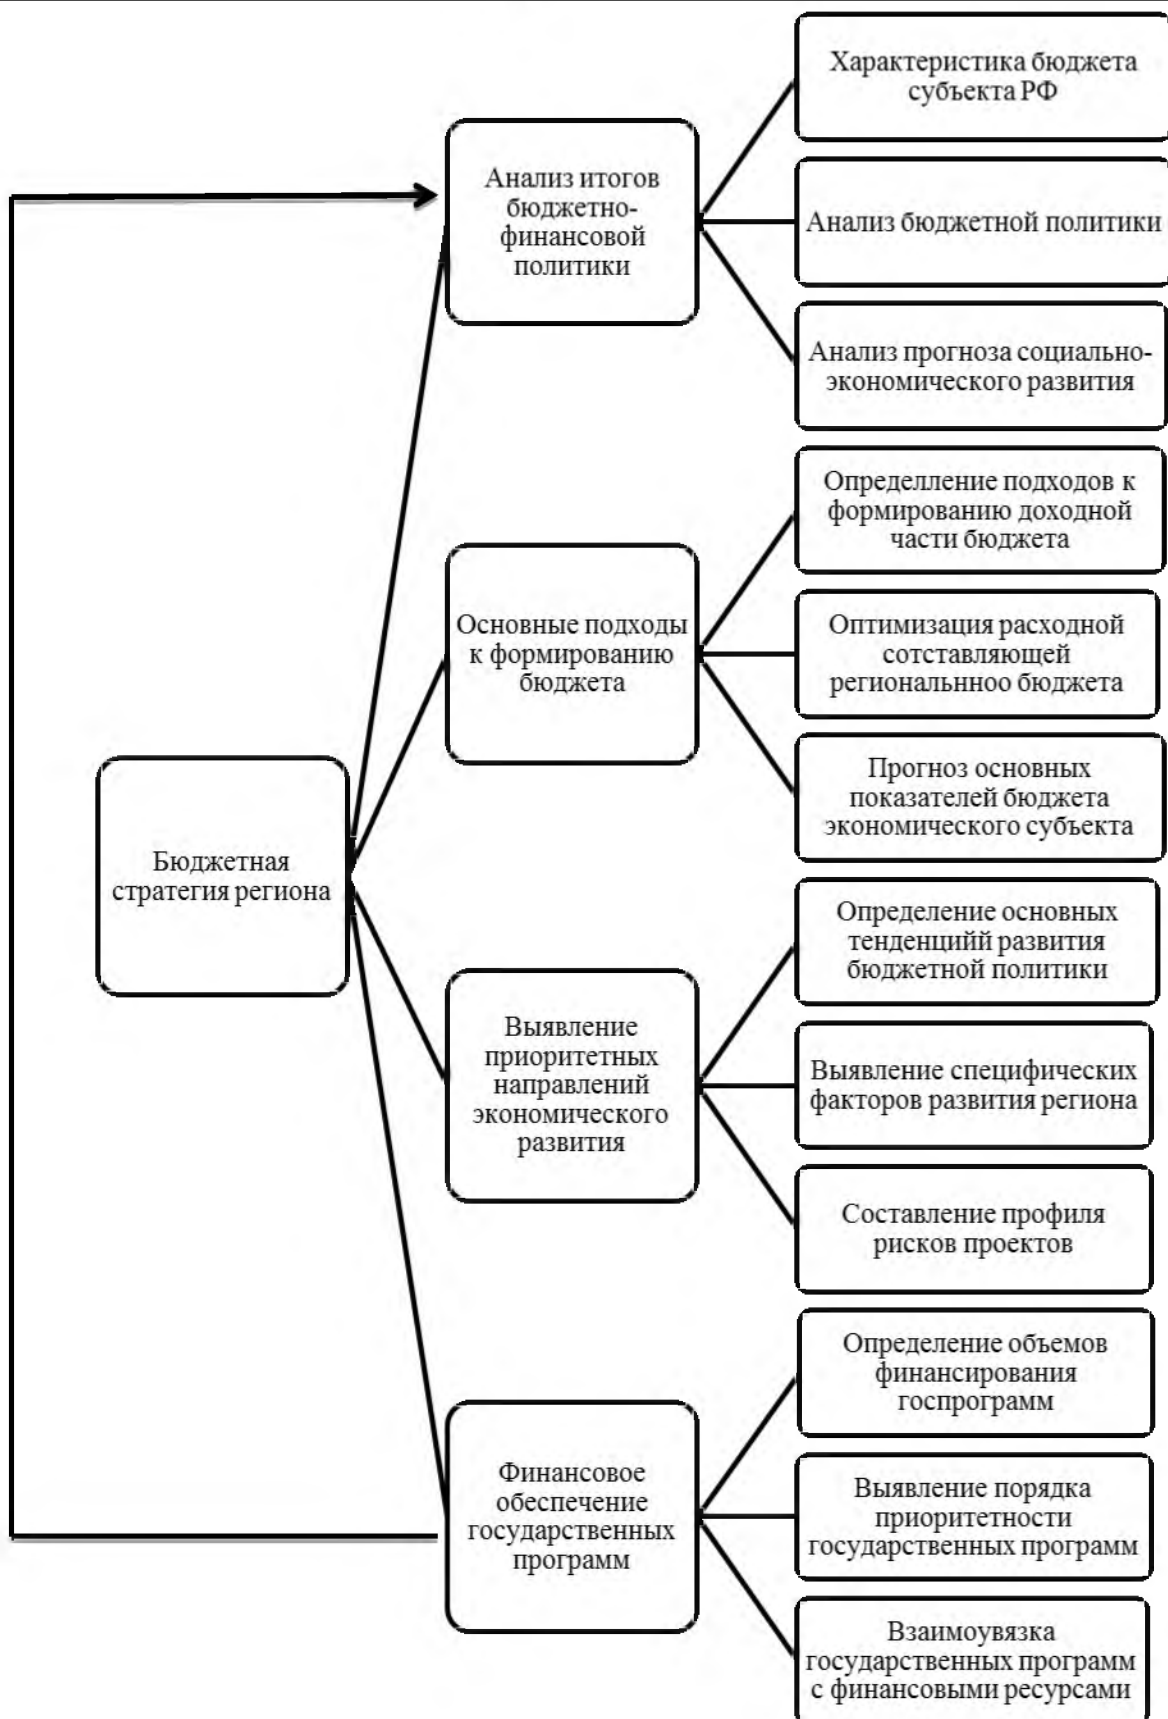 Характеристика бюджета
субъекта РФ
Анализ итогов
бюджетно-
финансовой
политики
Анализ бюджетной политики
Анализ прогноза социально-
экономического развития
Определление подходов к
формированию доходной
части бюджета
Основные подходы
к формированию
бюджета
Оптимизация расходной
сотставляющей
региональнноо бюджета
Прогноз основных
показателей бюджета
экономического субъекта
Бюджетная
стратегия региона
Определение основных
тенденцийй развития
бюджетной политики
Выявление
приоритетных
направлений
экономического
развития
Выявление специфических
факторов развития региона
Составление профиля
рисков проектов
Определение объемов
финансирования
госпрограмм
Финансовое
обеспечение
государственных
программ
Выявление порядка
приоритетности
государственных программ
Взаимоувязка
государственных программ
с финансовыми ресурсами